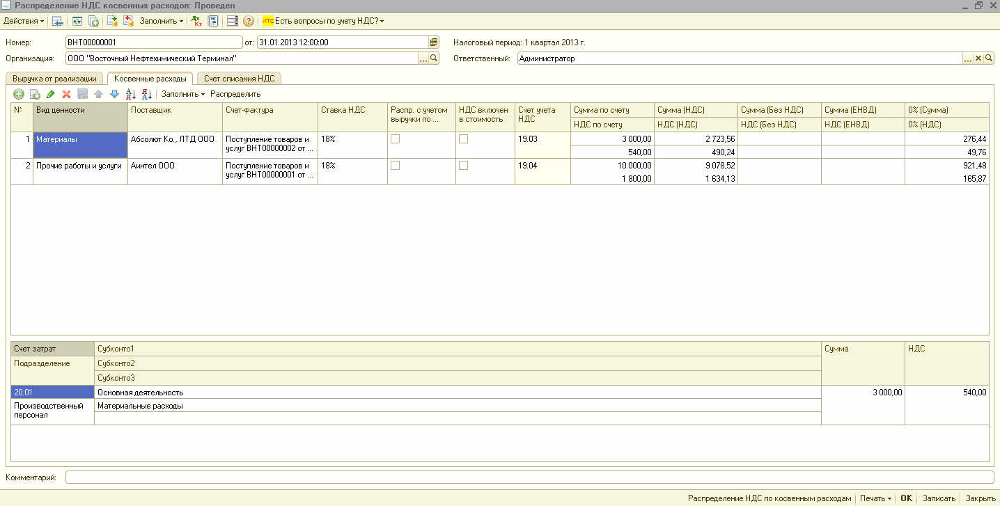 Распределение НДС косвенных расходов: Проведен
Действия Заполнить Дт Кт ИТС Есть вопросы по учету НДС?
Номер: ВНТ00000001 от: 31.01.2013 12:00:00 Налоговый период: 1 квартал 2013 г.
Организация: ООО "Восточный Нефтехимический Терминал" ... Ответственный: Администратор ...
Выручка от реализации Косвенные расходы Счет списания НДС
Заполнить Распределить
№ Вид ценности Поставщик Счет-фактура Ставка НДС Распр. с учетом выручки по ... НДС включен в стоимость Счет учета НДС Сумма по счету Сумма (НДС) Сумма (Без НДС) Сумма (ЕНВД) 0% (Сумма)
НДС по счету НДС (НДС) НДС (Без НДС) НДС (ЕНВД) 0% (НДС)
1 Материалы Абсолют Ко., ЛТД ООО Поступление товаров и услуг ВНТ00000002 от ... 18% 19.03 3 000,00 2 723,56 276,44
540,00 490,24 49,76
2 Прочие работы и услуги Аинтел ООО Поступление товаров и услуг ВНТ00000001 от ... 18% 19.04 10 000,00 9 078,52 921,48
1 800,00 1 634,13 165,87
Счет затрат Субконто1 Сумма НДС
Подразделение Субконто2
Субконто3
20.01 Основная деятельность 3 000,00 540,00
Производственный персонал Материальные расходы
Комментарий:
Распределение НДС по косвенным расходам Печать OK Записать Закрыть